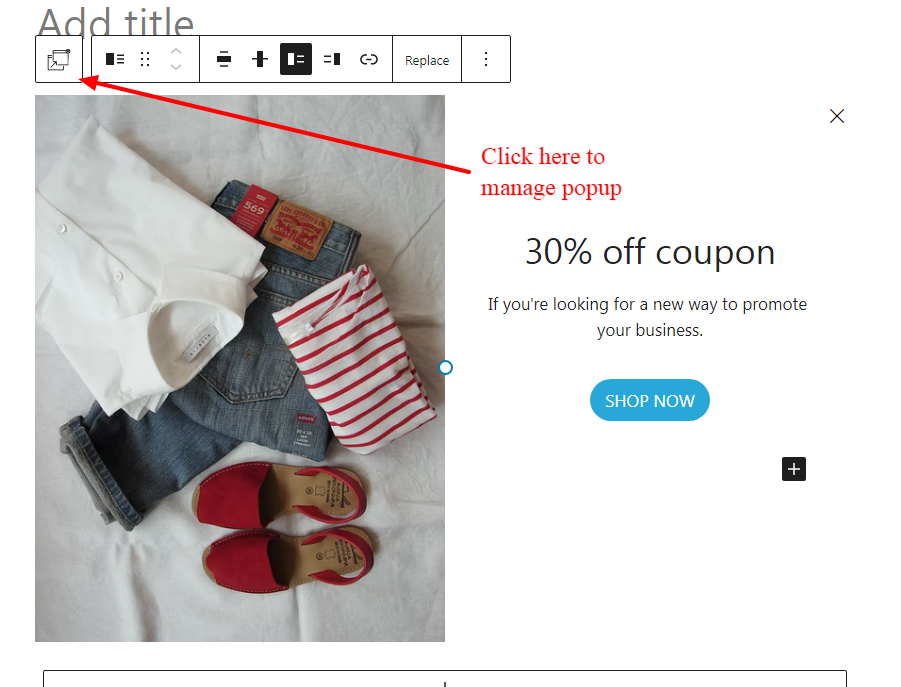 Add title
Replace
Click here to
manage popup
569
30% off coupon
If you're looking for a new way to promote
your business.
SHOP NOW